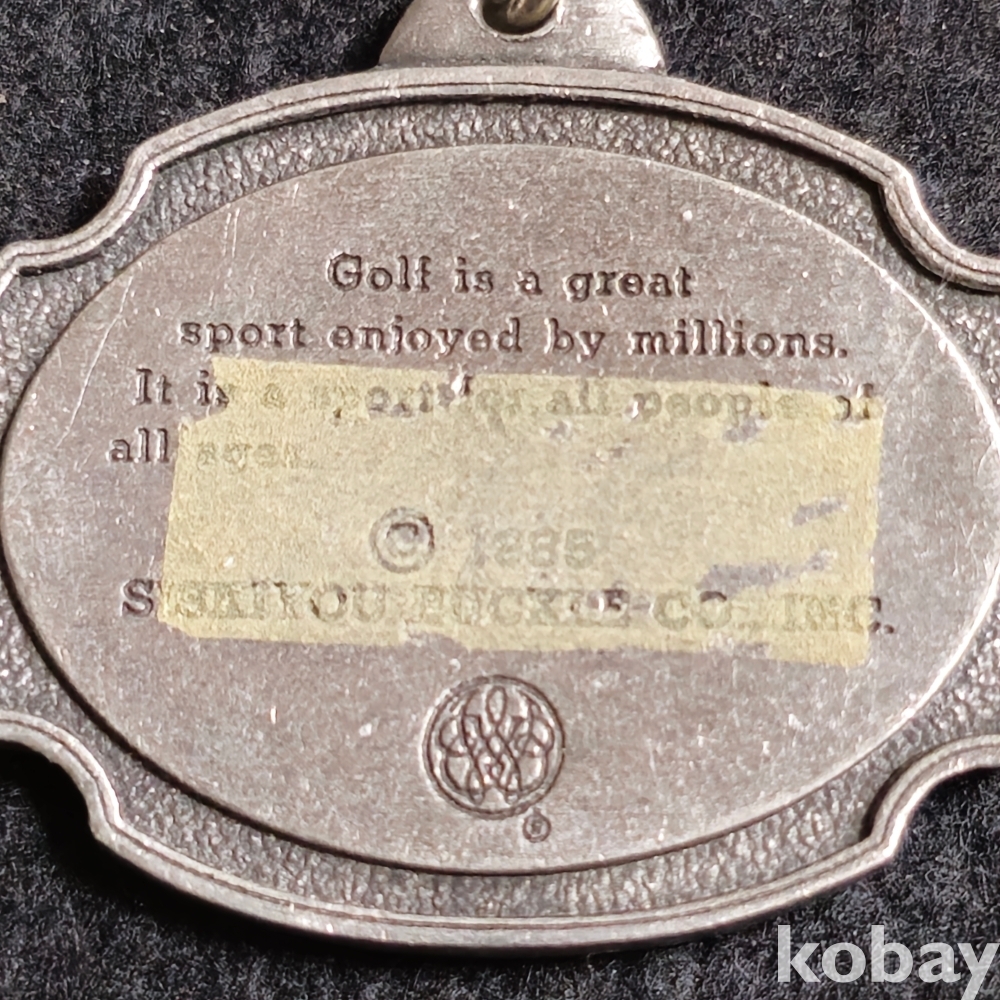 Golf is a great
sport enjoyed by millions.
It is a sport for all people of
all ages.
© 1985
SISKIYOU BUCKLE CO., INC.
®
kobay